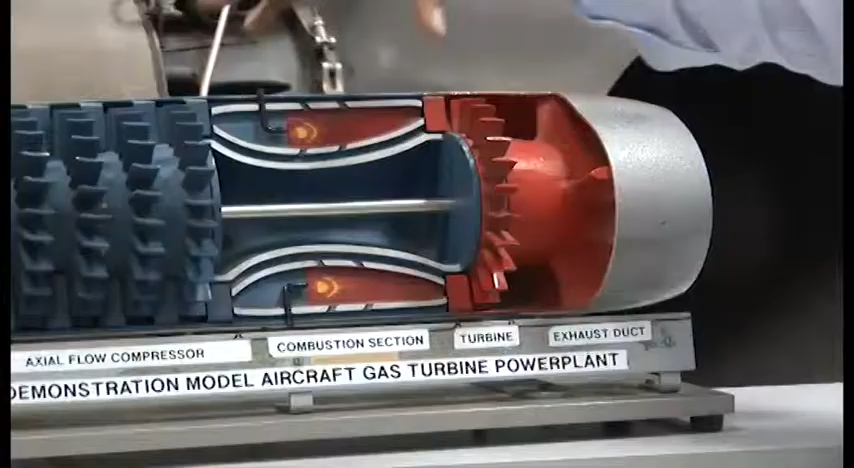 AXIAL FLOW COMPRESSOR
COMBUSTION SECTION
TURBINE
EXHAUST DUCT
DEMONSTRATION MODEL AIRCRAFT GAS TURBINE POWERPLANT